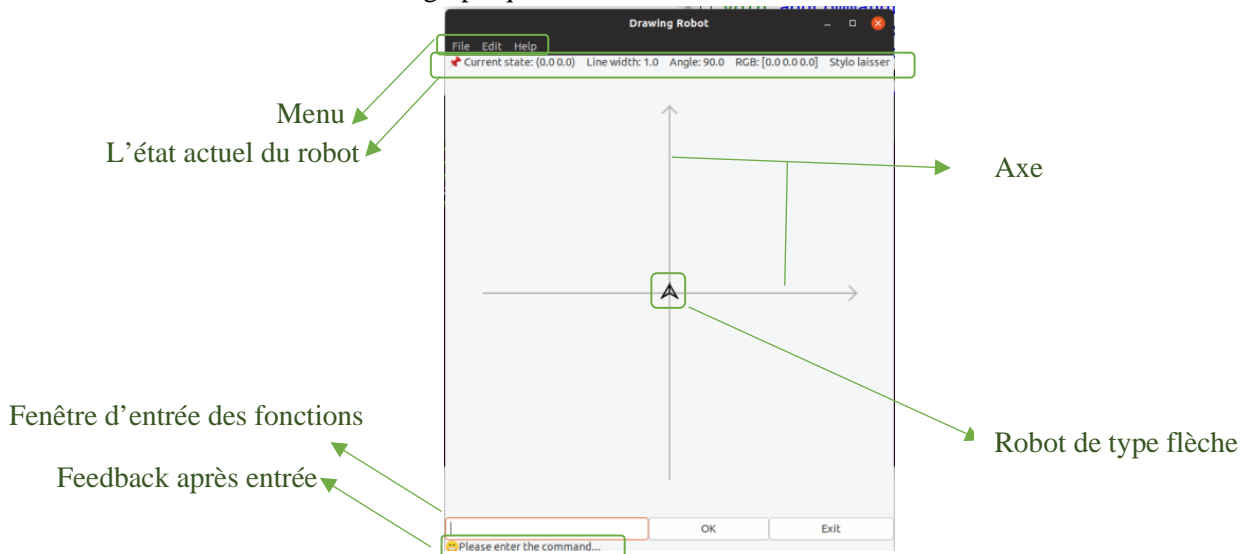 Drawing Robot
File Edit Help
📌 Current state: (0.0 0.0) Line width: 1.0 Angle: 90.0 RGB: [0.0 0.0 0.0] Stylo laisser
Menu
L’état actuel du robot
Axe
Fenêtre d’entrée des fonctions
Robot de type flèche
Feedback après entrée
OK Exit
Please enter the command...